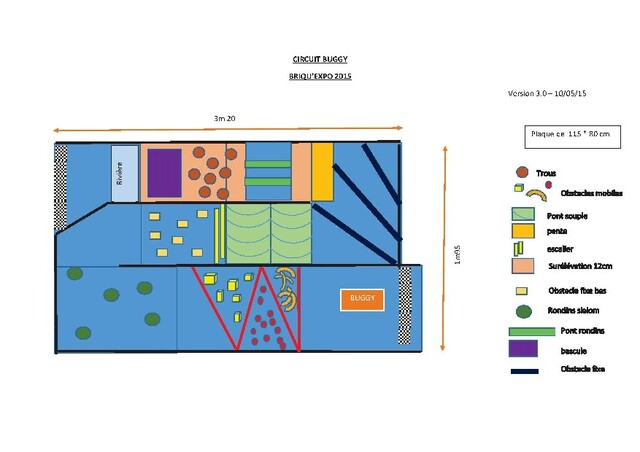 CIRCUIT BUGGY
BRIQU'EXPO 2015
Version 3.0 – 10/05/15
3m 20
Plaque de 115 * 80 cm
Rivière
Trous
Obstacles mobiles
Pont souple
pente
escalier
Surélévation 12cm
1m95
Obstacle fixe bas
BUGGY
Rondins slalom
Pont rondins
bascule
Obstacle fixe